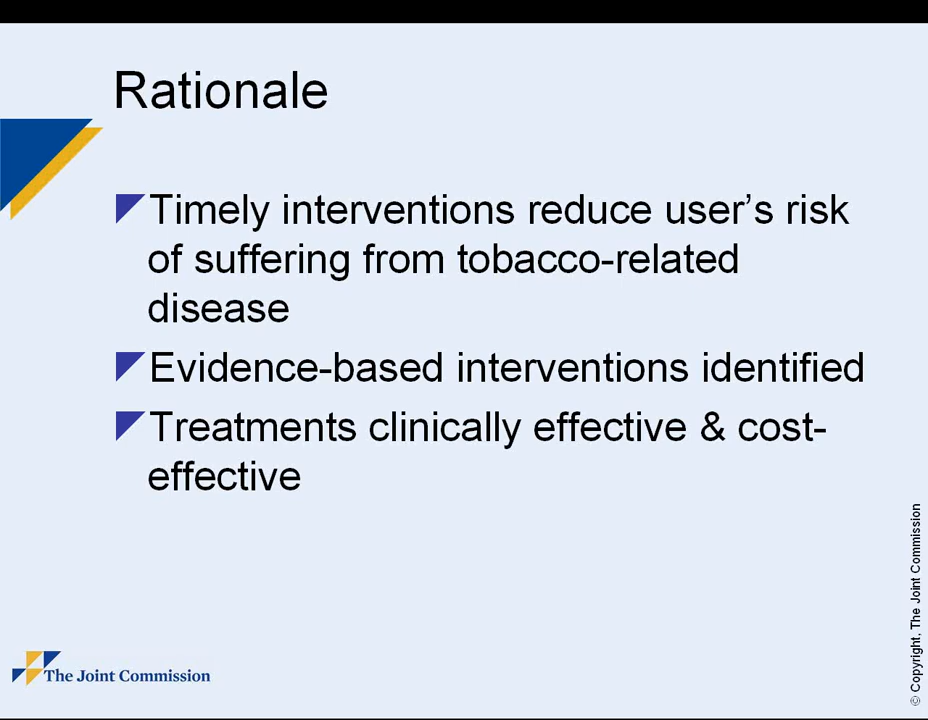 Rationale
Timely interventions reduce user’s risk
of suffering from tobacco-related
disease
Evidence-based interventions identified
Treatments clinically effective & cost-
effective
© Copyright, The Joint Commission
The Joint Commission